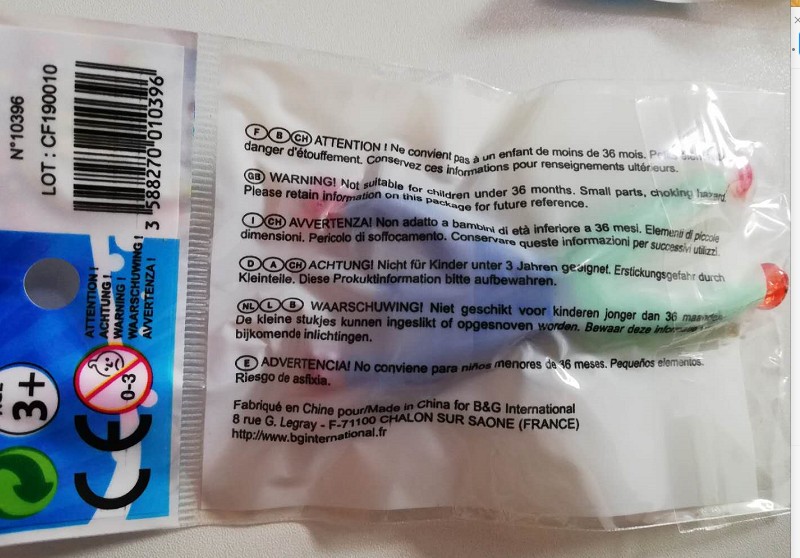 N°10396
LOT : CF190010
3 588270 010396
ATTENTION !
ACHTUNG !
WARNING !
WAARSCHUWING !
AVVERTENZA !
0-3
3+
CE
F B CH ATTENTION ! Ne convient pas à un enfant de moins de 36 mois.
danger d'étouffement. Conservez ces informations pour renseignements ultérieurs.
GB WARNING! Not suitable for children under 36 months. Small parts, choking hazard.
Please retain information on this package for future reference.
I CH AVVERTENZA! Non adatto a bambini di età inferiore a 36 mesi. Elementi di piccole
dimensioni. Pericolo di soffocamento. Conservare queste informazioni per successivi utilizzi.
D A CH ACHTUNG! Nicht für Kinder unter 3 Jahren geeignet. Erstickungsgefahr durch
Kleinteile. Diese Prokuktinformation bitte aufbewahren.
NL L B WAARSCHUWING! Niet geschikt voor kinderen jonger dan 36
De kleine stukjes kunnen ingeslikt of opgesnoven worden. Bewaar deze
bijkomende inlichtingen.
E ADVERTENCIA! No conviene para niños menores de 36 meses. Pequeños elementos.
Riesgo de asfixia.
Fabriqué en Chine pour/Made in China for B&G International
8 rue G. Legray - F-71100 CHALON SUR SAONE (FRANCE)
http://www.bginternational.fr